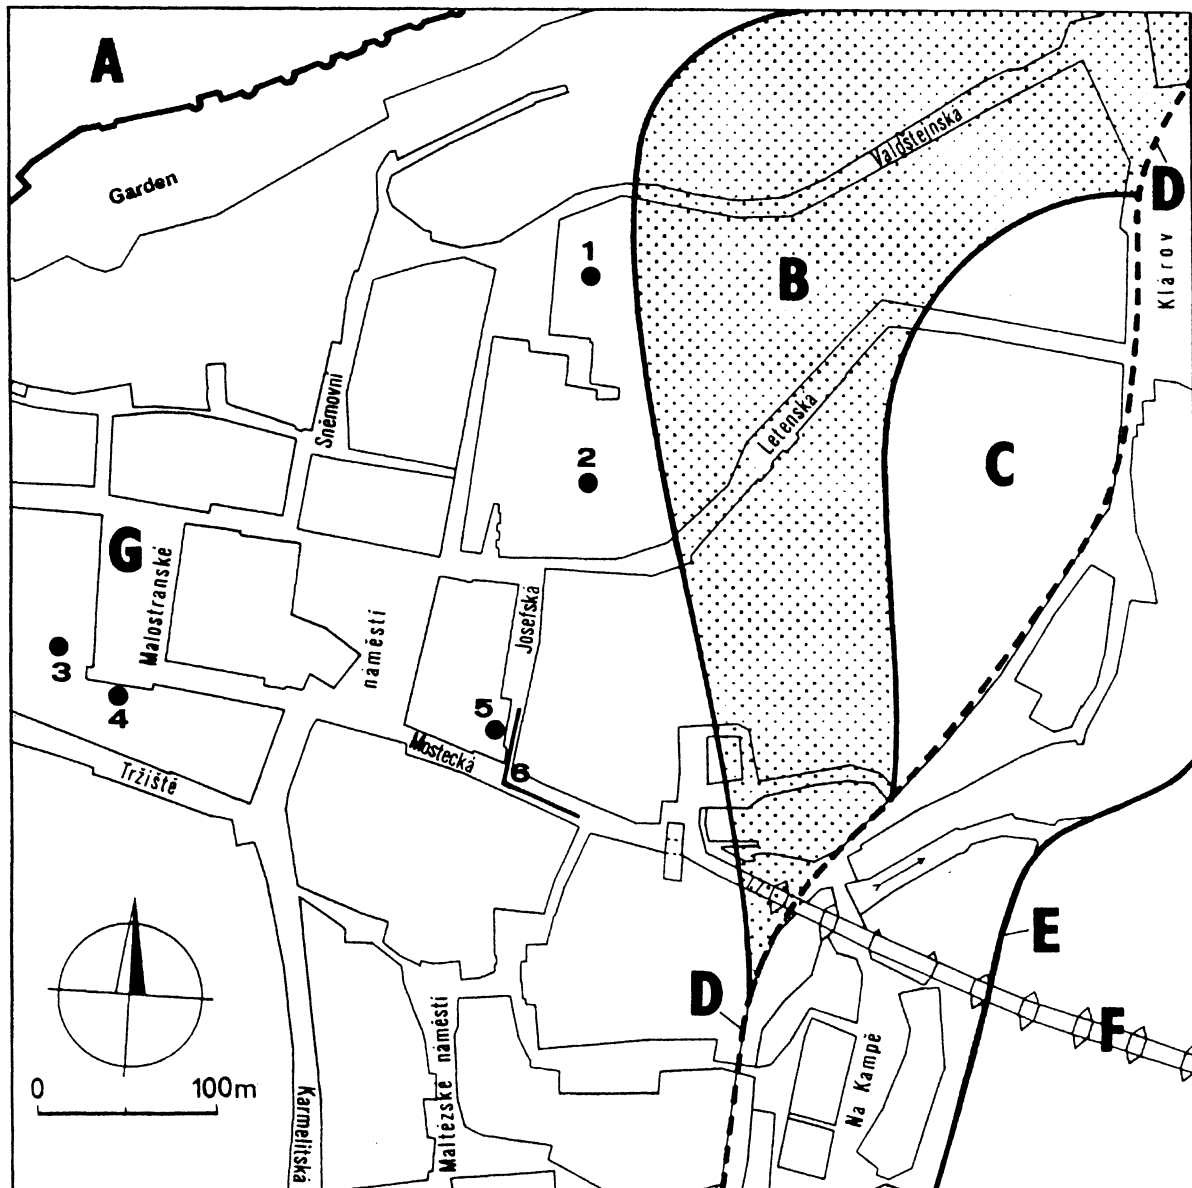 A
Garden
Valdštejnská
D
Klárov
1
B
Sněmovní
Letenská
2
C
G
Malostranské
náměstí
Josefská
3
4
5
Mostecká
6
Tržiště
E
D
F
Maltézské náměstí
Na Kampě
0 100m
Karmelitská